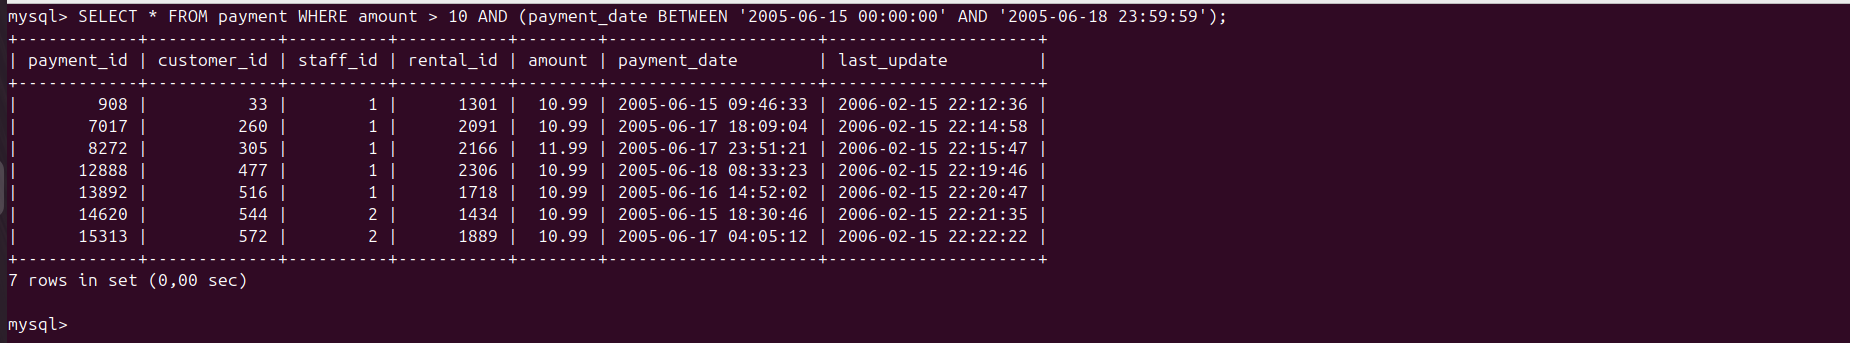 mysql> SELECT * FROM payment WHERE amount > 10 AND (payment_date BETWEEN '2005-06-15 00:00:00' AND '2005-06-18 23:59:59');
+------------+-------------+----------+-----------+--------+---------------------+---------------------+
| payment_id | customer_id | staff_id | rental_id | amount | payment_date        | last_update         |
+------------+-------------+----------+-----------+--------+---------------------+---------------------+
|        908 |          33 |        1 |      1301 |  10.99 | 2005-06-15 09:46:33 | 2006-02-15 22:12:36 |
|       7017 |         260 |        1 |      2091 |  10.99 | 2005-06-17 18:09:04 | 2006-02-15 22:14:58 |
|       8272 |         305 |        1 |      2166 |  11.99 | 2005-06-17 23:51:21 | 2006-02-15 22:15:47 |
|      12888 |         477 |        1 |      2306 |  10.99 | 2005-06-18 08:33:23 | 2006-02-15 22:19:46 |
|      13892 |         516 |        1 |      1718 |  10.99 | 2005-06-16 14:52:02 | 2006-02-15 22:20:47 |
|      14620 |         544 |        2 |      1434 |  10.99 | 2005-06-15 18:30:46 | 2006-02-15 22:21:35 |
|      15313 |         572 |        2 |      1889 |  10.99 | 2005-06-17 04:05:12 | 2006-02-15 22:22:22 |
+------------+-------------+----------+-----------+--------+---------------------+---------------------+
7 rows in set (0,00 sec)
mysql>